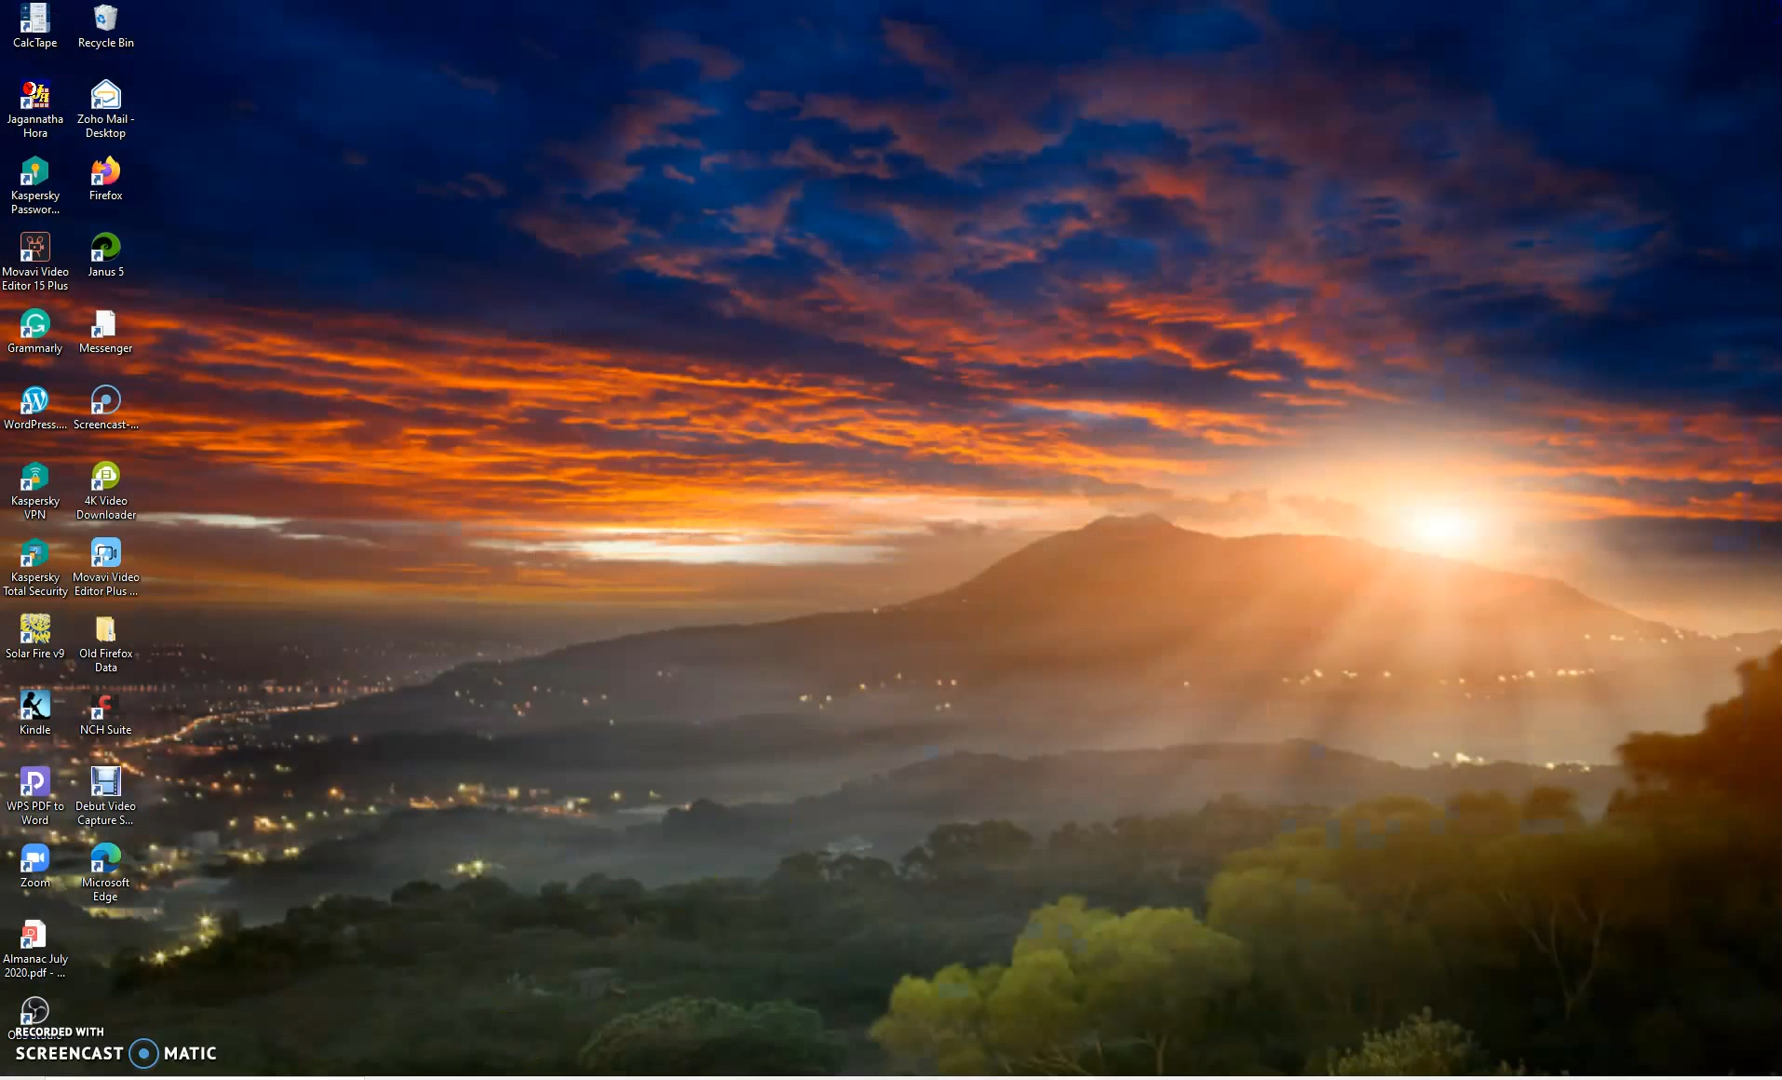 CalcTape
Recycle Bin
Jagannatha
Hora
Zoho Mail -
Desktop
Kaspersky
Passwor...
Firefox
Movavi Video
Editor 15 Plus
Janus 5
Grammarly
Messenger
WordPress....
Screencast-...
Kaspersky
VPN
4K Video
Downloader
Kaspersky
Total Security
Movavi Video
Editor Plus ...
Solar Fire v9
Old Firefox
Data
Kindle
NCH Suite
WPS PDF to
Word
Debut Video
Capture S...
Zoom
Microsoft
Edge
Almanac July
2020.pdf - ...
OBS Studio
RECORDED WITH
SCREENCAST MATIC